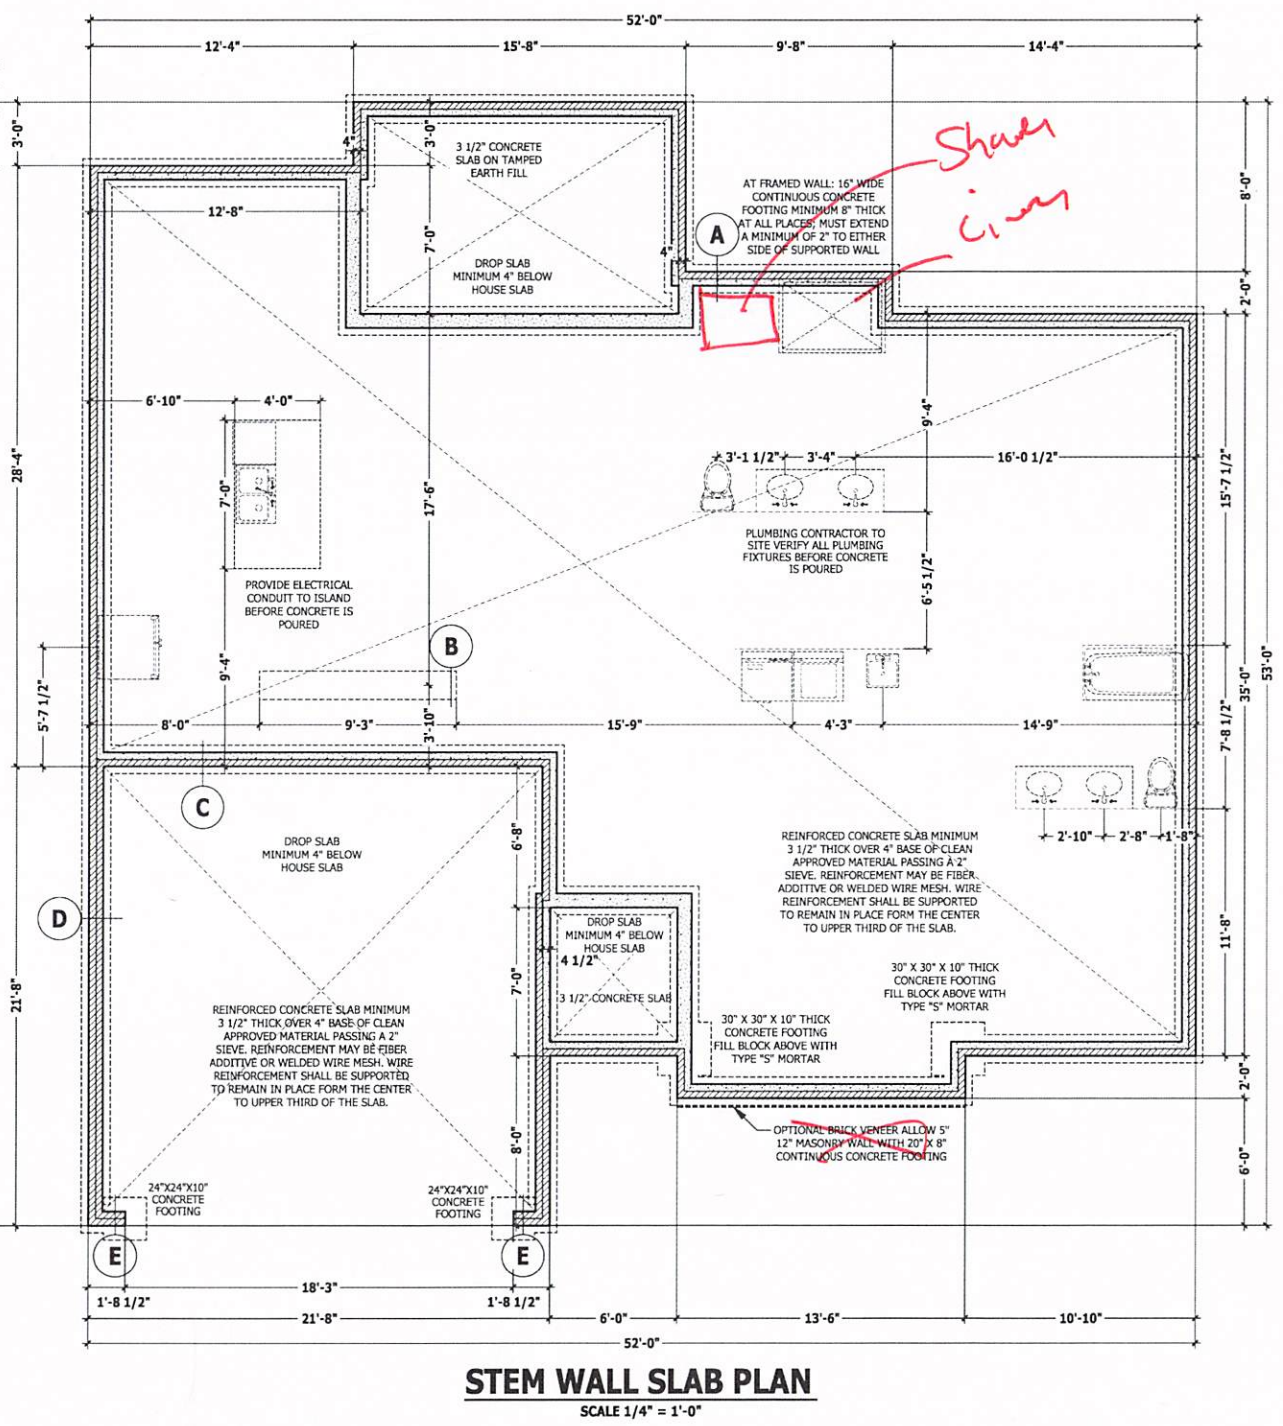 52'-0"
12'-4"
15'-8"
9'-8"
14'-4"
3'-0"
4"
3'-0"
3 1/2" CONCRETE
SLAB ON TAMPED
EARTH FILL
8'-0"
AT FRAMED WALL: 16" WIDE
CONTINUOUS CONCRETE
FOOTING MINIMUM 8" THICK
AT ALL PLACES; MUST EXTEND
A MINIMUM OF 2" TO EITHER
SIDE OF SUPPORTED WALL
A
12'-8"
7'-0"
4"
DROP SLAB
MINIMUM 4" BELOW
HOUSE SLAB
2'-0"
6'-10"
4'-0"
9'-4"
28'-4"
7'-0"
17'-6"
3'-1 1/2"
3'-4"
16'-0 1/2"
15'-7 1/2"
PLUMBING CONTRACTOR TO
SITE VERIFY ALL PLUMBING
FIXTURES BEFORE CONCRETE
IS POURED
6'-5 1/2"
PROVIDE ELECTRICAL
CONDUIT TO ISLAND
BEFORE CONCRETE IS
POURED
B
9'-4"
5'-7 1/2"
35'-0"
53'-0"
8'-0"
9'-3"
3'-10"
15'-9"
4'-3"
14'-9"
7'-8 1/2"
C
2'-10"
2'-8"
1'-8"
DROP SLAB
MINIMUM 4" BELOW
HOUSE SLAB
6'-8"
REINFORCED CONCRETE SLAB MINIMUM
3 1/2" THICK OVER 4" BASE OF CLEAN
APPROVED MATERIAL PASSING A 2"
SIEVE. REINFORCEMENT MAY BE FIBER
ADDITIVE OR WELDED WIRE MESH. WIRE
REINFORCEMENT SHALL BE SUPPORTED
TO REMAIN IN PLACE FORM THE CENTER
TO UPPER THIRD OF THE SLAB.
D
DROP SLAB
MINIMUM 4" BELOW
HOUSE SLAB
4 1/2"
3 1/2" CONCRETE SLAB
7'-0"
11'-8"
30" X 30" X 10" THICK
CONCRETE FOOTING
FILL BLOCK ABOVE WITH
TYPE "S" MORTAR
21'-8"
REINFORCED CONCRETE SLAB MINIMUM
3 1/2" THICK OVER 4" BASE OF CLEAN
APPROVED MATERIAL PASSING A 2"
SIEVE. REINFORCEMENT MAY BE FIBER
ADDITIVE OR WELDED WIRE MESH. WIRE
REINFORCEMENT SHALL BE SUPPORTED
TO REMAIN IN PLACE FORM THE CENTER
TO UPPER THIRD OF THE SLAB.
30" X 30" X 10" THICK
CONCRETE FOOTING
FILL BLOCK ABOVE WITH
TYPE "S" MORTAR
2'-0"
OPTIONAL BRICK VENEER ALLOW 5"
12" MASONRY WALL WITH 20" X 8"
CONTINUOUS CONCRETE FOOTING
8'-0"
6'-0"
24"X24"X10"
CONCRETE
FOOTING
24"X24"X10"
CONCRETE
FOOTING
E
E
18'-3"
1'-8 1/2"
1'-8 1/2"
21'-8"
6'-0"
13'-6"
10'-10"
52'-0"
STEM WALL SLAB PLAN
SCALE 1/4" = 1'-0"